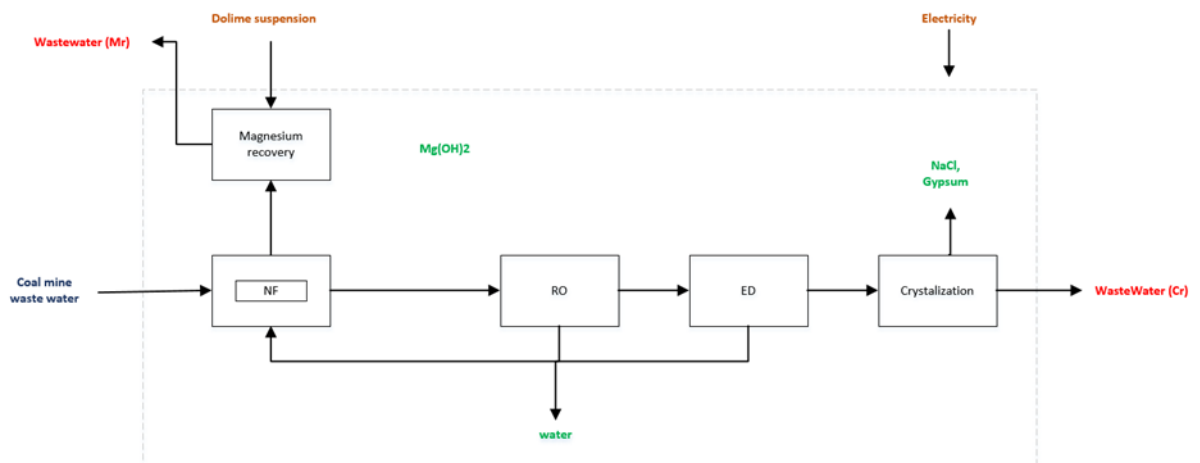 Dolime suspension
Electricity
Wastewater (Mr)
Magnesium
recovery
Mg(OH)2
NaCl,
Gypsum
Coal mine
waste water
NF
RO
ED
Crystalization
WasteWater (Cr)
water